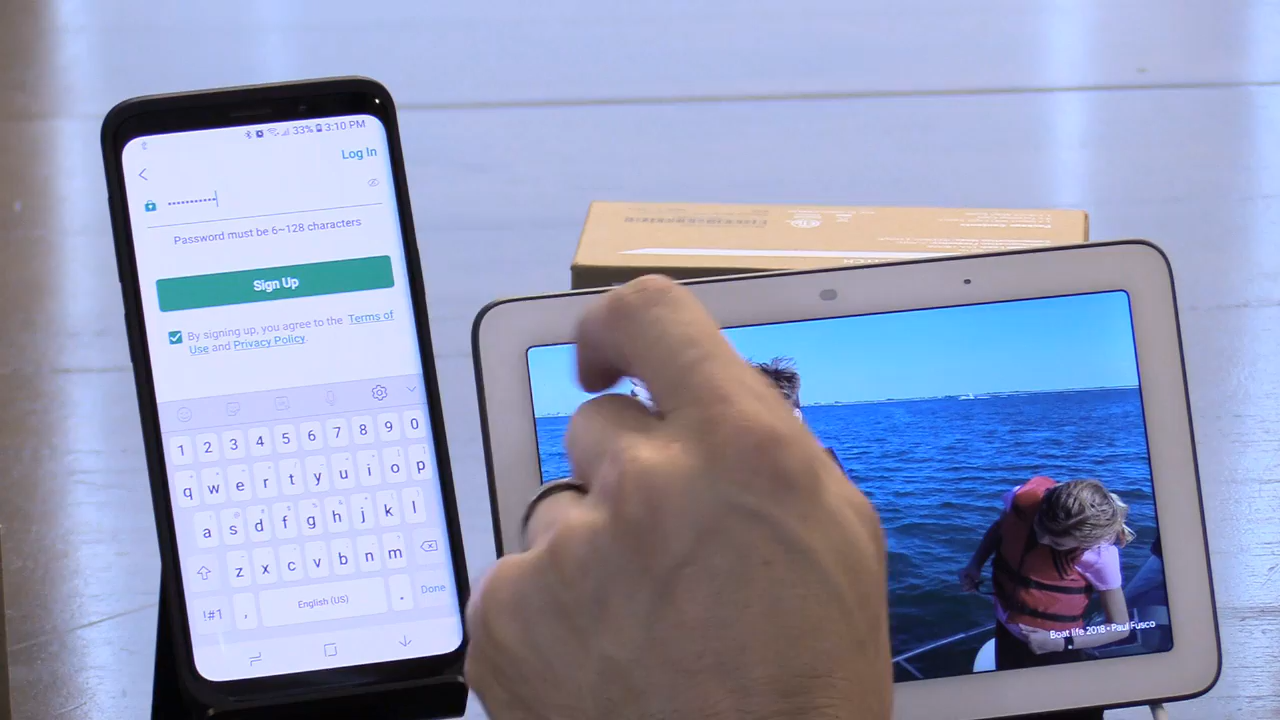 33% 3:10 PM
Log In
•••••••••••
Password must be 6~128 characters
Sign Up
By signing up, you agree to the Terms of
Use and Privacy Policy.
1 2 3 4 5 6 7 8 9 0
q w e r t y u i o p
a s d f g h j k l
z x c v b n m
!#1 , English (US) . Done
Boat life 2018 • Paul Fusco